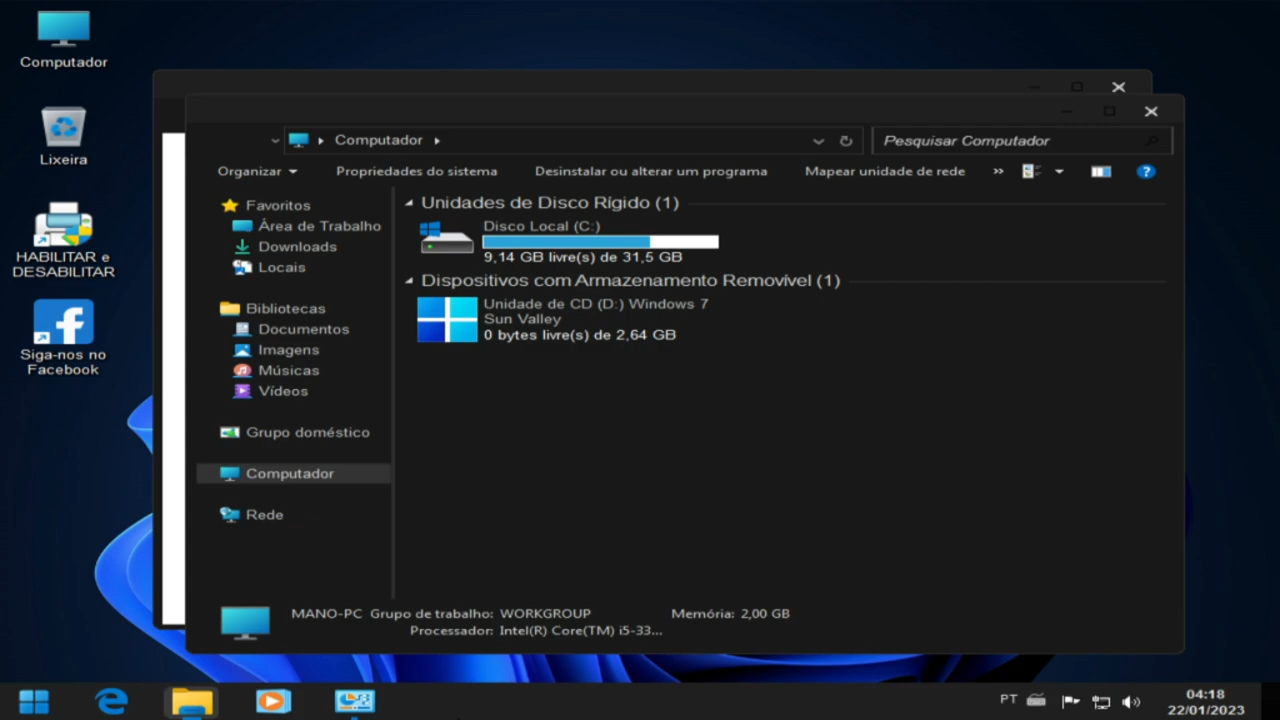 Computador
Lixeira
HABILITAR e
DESABILITAR
Siga-nos no
Facebook
Computador
Pesquisar Computador
Organizar
Propriedades do sistema
Desinstalar ou alterar um programa
Mapear unidade de rede
»
Favoritos
Área de Trabalho
Downloads
Locais
Bibliotecas
Documentos
Imagens
Músicas
Vídeos
Grupo doméstico
Computador
Rede
Unidades de Disco Rígido (1)
Disco Local (C:)
9,14 GB livre(s) de 31,5 GB
Dispositivos com Armazenamento Removível (1)
Unidade de CD (D:) Windows 7
Sun Valley
0 bytes livre(s) de 2,64 GB
MANO-PC Grupo de trabalho: WORKGROUP Memória: 2,00 GB
Processador: Intel(R) Core(TM) i5-33...
PT
04:18
22/01/2023